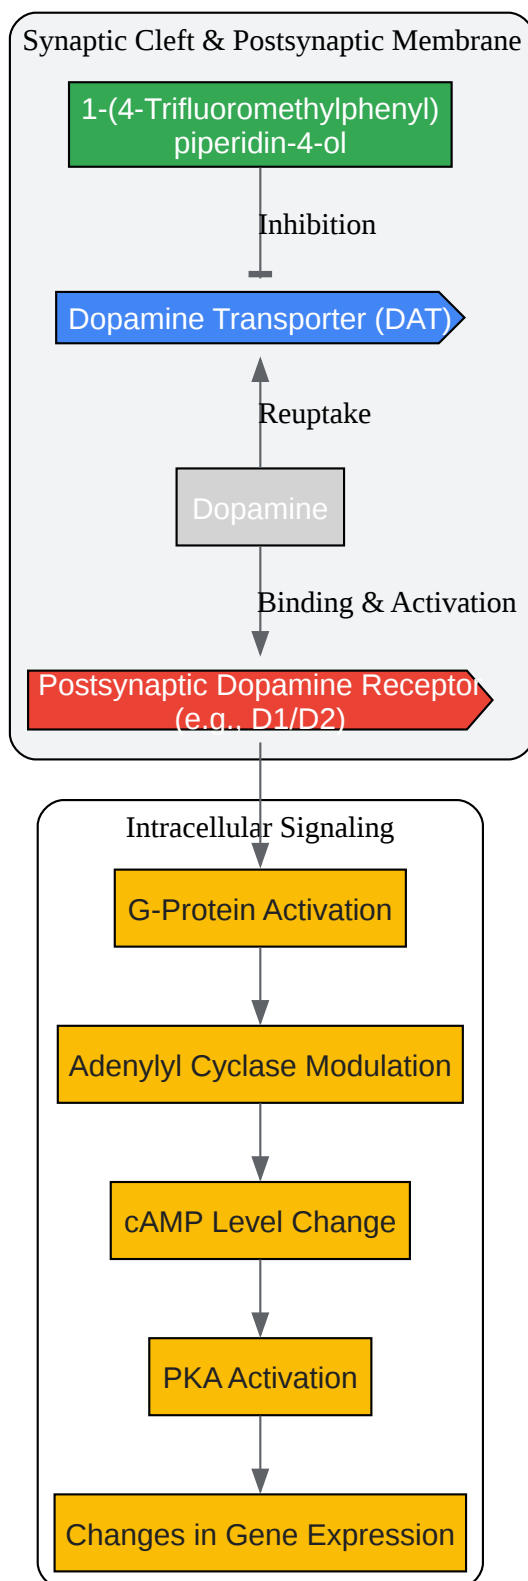 Synaptic Cleft & Postsynaptic Membrane
1-(4-Trifluoromethylphenyl)
piperidin-4-ol
Inhibition
Dopamine Transporter (DAT)
Reuptake
Dopamine
Binding & Activation
Postsynaptic Dopamine Receptor
(e.g., D1/D2)
Intracellular Signaling
G-Protein Activation
Adenylyl Cyclase Modulation
cAMP Level Change
PKA Activation
Changes in Gene Expression